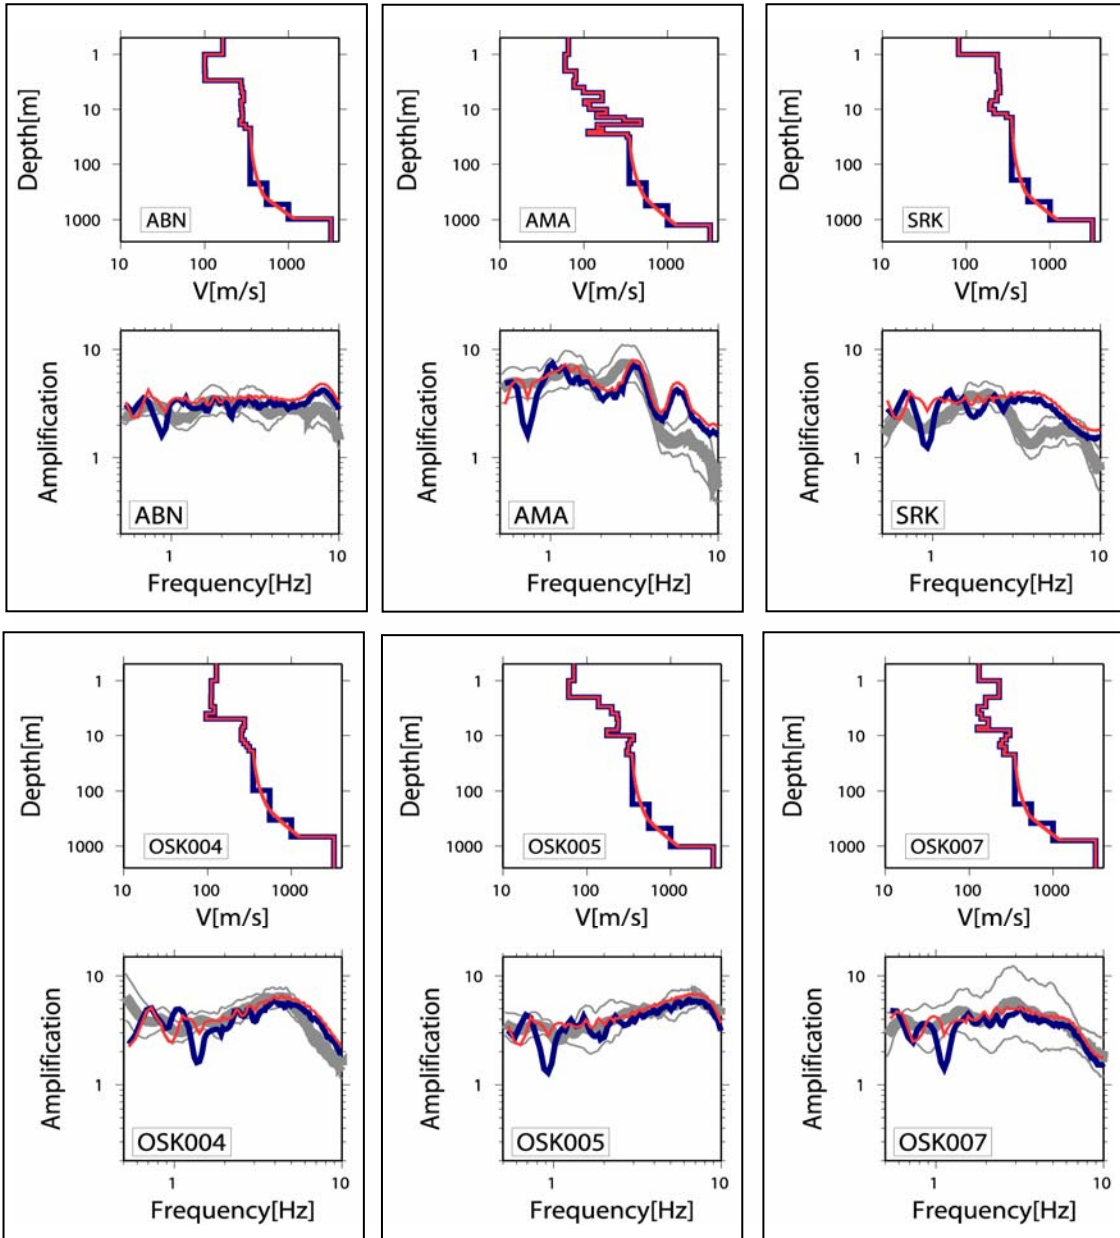 1
10
100
1000
Depth[m]
ABN
10 100 1000
V[m/s]
10
1
Amplification
ABN
1 10
Frequency[Hz]
1
10
100
1000
Depth[m]
AMA
10 100 1000
V[m/s]
10
1
Amplification
AMA
1 10
Frequency[Hz]
1
10
100
1000
Depth[m]
SRK
10 100 1000
V[m/s]
10
1
Amplification
SRK
1 10
Frequency[Hz]
1
10
100
1000
Depth[m]
OSK004
10 100 1000
V[m/s]
10
1
Amplification
OSK004
1 10
Frequency[Hz]
1
10
100
1000
Depth[m]
OSK005
10 100 1000
V[m/s]
10
1
Amplification
OSK005
1 10
Frequency[Hz]
1
10
100
1000
Depth[m]
OSK007
10 100 1000
V[m/s]
10
1
Amplification
OSK007
1 10
Frequency[Hz]